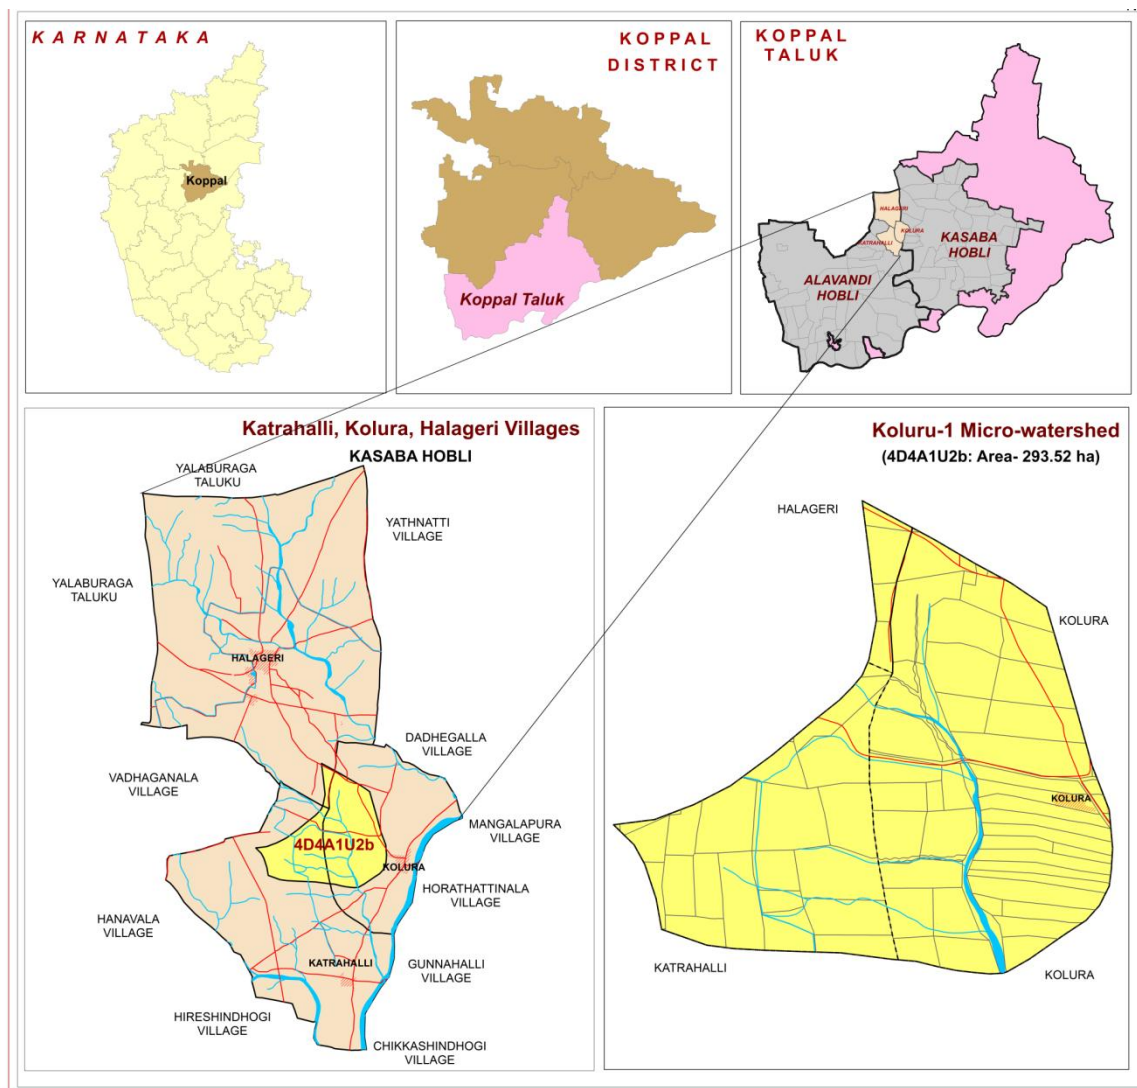 KARNATAKA
Koppal
KOPPAL
DISTRICT
Koppal Taluk
KOPPAL
TALUK
HALAGERI
KOLURA
KATRAHALLI
KASABA
HOBLI
ALAVANDI
HOBLI
Katrahalli, Kolura, Halageri Villages
KASABA HOBLI
YALABURAGA
TALUKU
YATHNATTI
VILLAGE
YALABURAGA
TALUKU
HALAGERI
DADHEGALLA
VILLAGE
VADHAGANALA
VILLAGE
MANGALAPURA
VILLAGE
4D4A1U2b
KOLURA
HORATHATTINALA
VILLAGE
HANAVALA
VILLAGE
KATRAHALLI
GUNNAHALLI
VILLAGE
HIRESHINDHOGI
VILLAGE
CHIKKASHINDHOGI
VILLAGE
Koluru-1 Micro-watershed
(4D4A1U2b: Area- 293.52 ha)
HALAGERI
KOLURA
KOLURA
KATRAHALLI
KOLURA